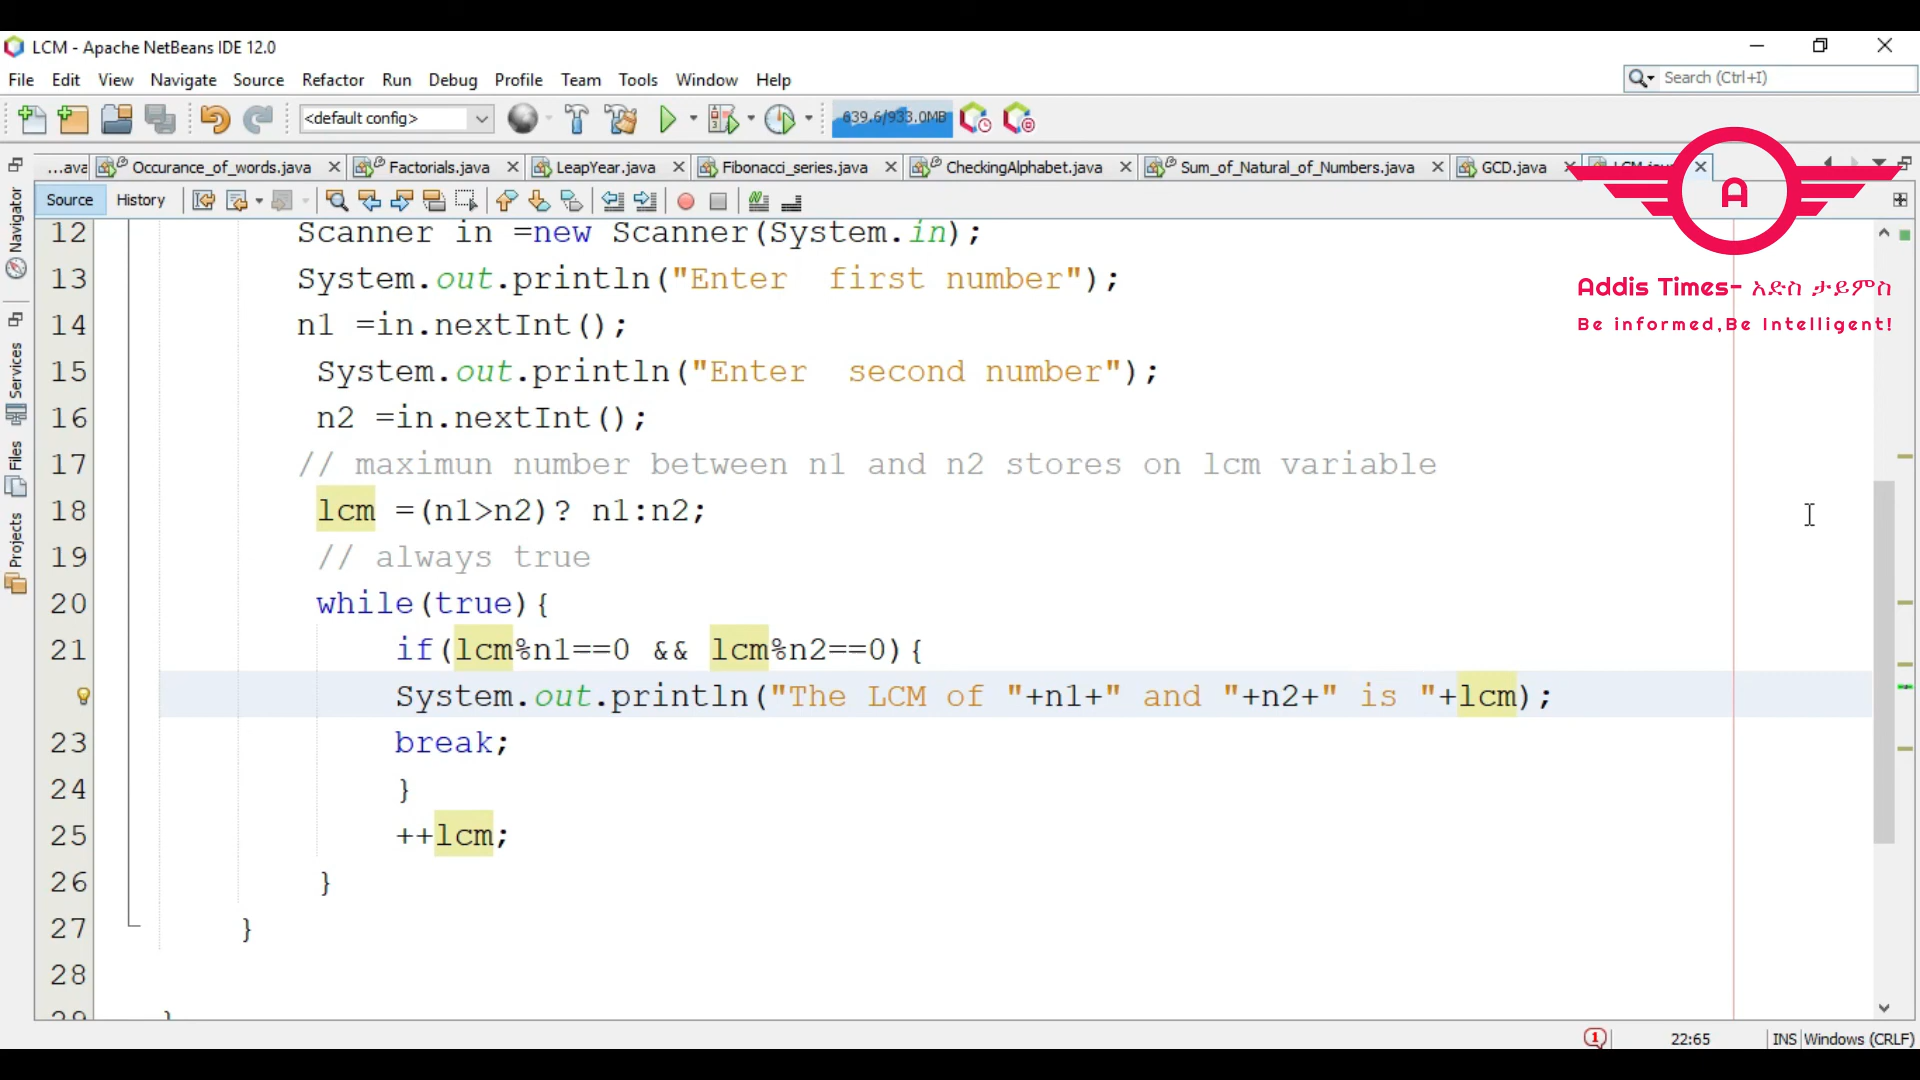 LCM - Apache NetBeans IDE 12.0
File Edit View Navigate Source Refactor Run Debug Profile Team Tools Window Help
Search (Ctrl+I)
<default config>
639.6/933.0MB
...ava Occurance_of_words.java Factorials.java LeapYear.java Fibonacci_series.java CheckingAlphabet.java Sum_of_Natural_of_Numbers.java GCD.java
Source History
A
Addis Times- አድስ ታይምስ
Be informed,Be Intelligent!
Navigator
Services
Files
Projects
12 Scanner in =new Scanner(System.in);
13 System.out.println("Enter  first number");
14 n1 =in.nextInt();
15 System.out.println("Enter  second number");
16 n2 =in.nextInt();
17 // maximun number between n1 and n2 stores on lcm variable
18 lcm =(n1>n2)? n1:n2;
19 // always true
20 while(true){
21 if(lcm%n1==0 && lcm%n2==0){
System.out.println("The LCM of "+n1+" and "+n2+" is "+lcm);
23 break;
24 }
25 ++lcm;
26 }
27 }
28
29 }
1 22:65 INS Windows (CRLF)